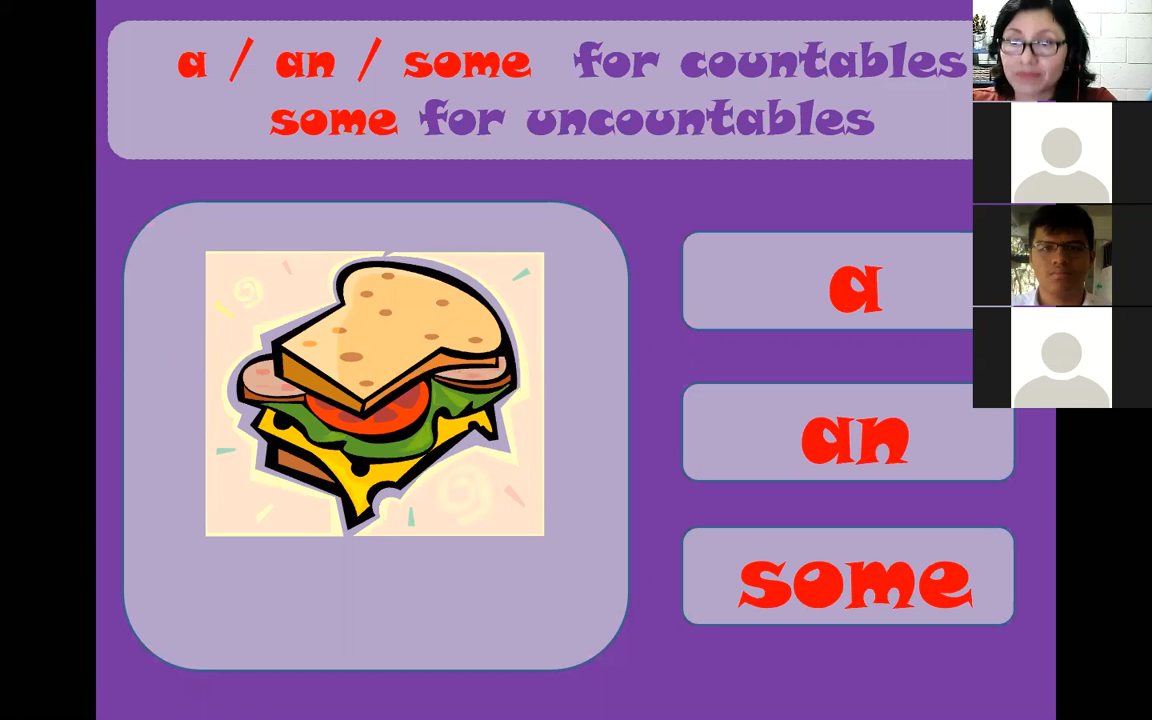 a / an / some for countables
some for uncountables
a
an
some